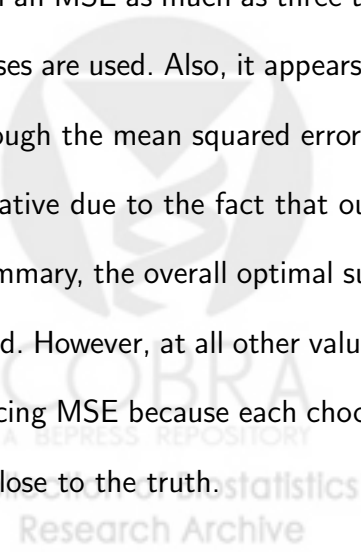 an MSE as much as three t
ses are used. Also, it appears
ough the mean squared error
ative due to the fact that ou
mmary, the overall optimal su
d. However, at all other valu
cing MSE because each choo
lose to the truth.
COBRA
A BEPRESS REPOSITORY
Collection of Biostatistics
Research Archive